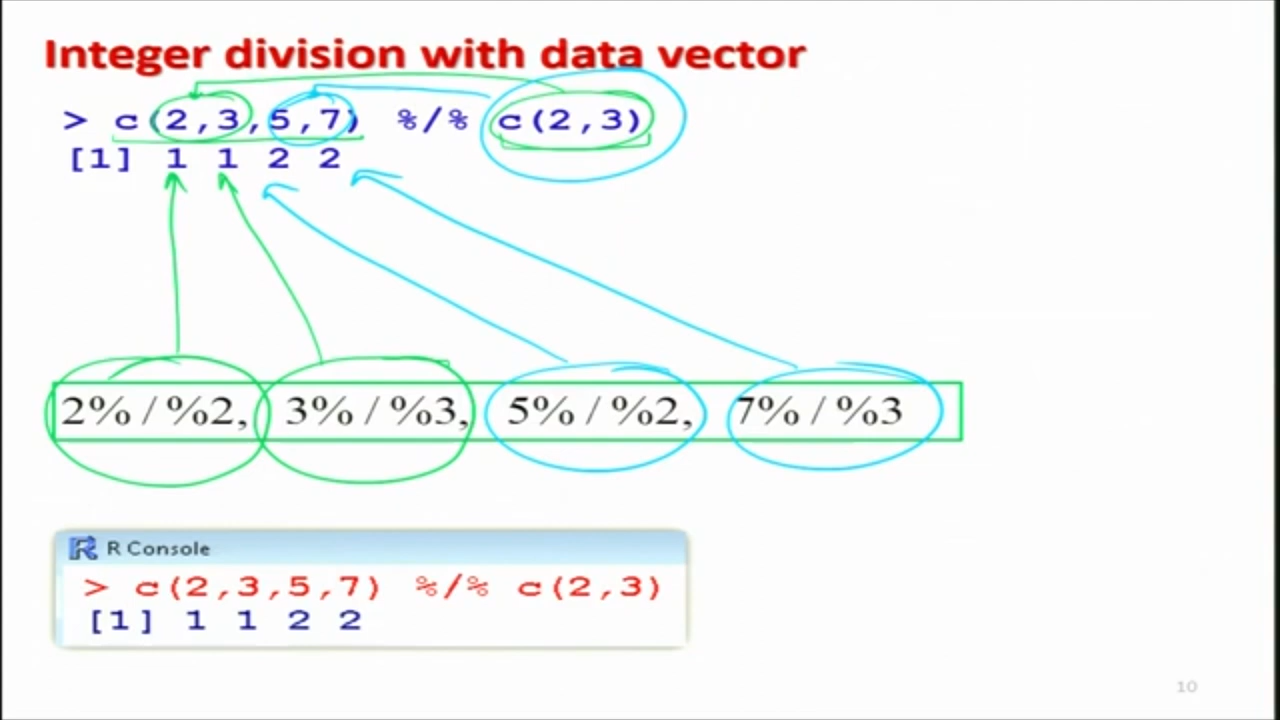 Integer division with data vector
> c(2,3,5,7) %/% c(2,3)
[1] 1 1 2 2
2% / %2, 3% / %3, 5% / %2, 7% / %3
R Console
> c(2,3,5,7) %/% c(2,3)
[1] 1 1 2 2
10